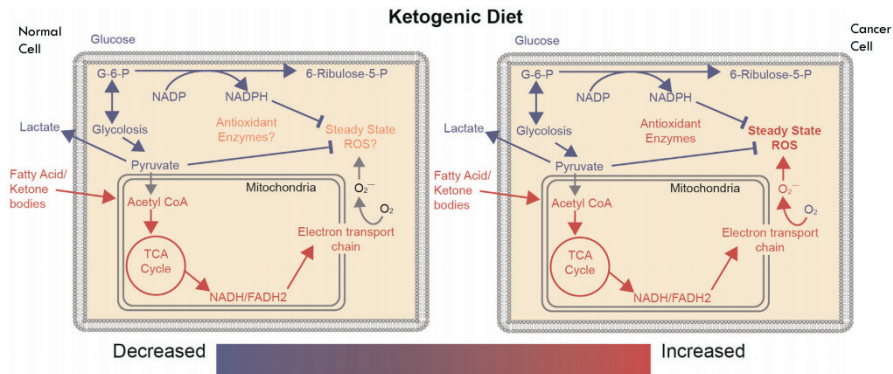 Ketogenic Diet
Normal
Cell
Glucose
G-6-P
6-Ribulose-5-P
NADP
NADPH
Lactate
Glycolosis
Antioxidant
Enzymes?
Steady State
ROS?
Pyruvate
Fatty Acid/
Ketone
bodies
Mitochondria
O₂⁻
O₂
Acetyl CoA
Electron transport
chain
TCA
Cycle
NADH/FADH2
Cancer
Cell
Glucose
G-6-P
6-Ribulose-5-P
NADP
NADPH
Lactate
Glycolosis
Antioxidant
Enzymes
Steady State
ROS
Pyruvate
Fatty Acid/
Ketone
bodies
Mitochondria
O₂⁻
O₂
Acetyl CoA
Electron transport
chain
TCA
Cycle
NADH/FADH2
Decreased
Increased